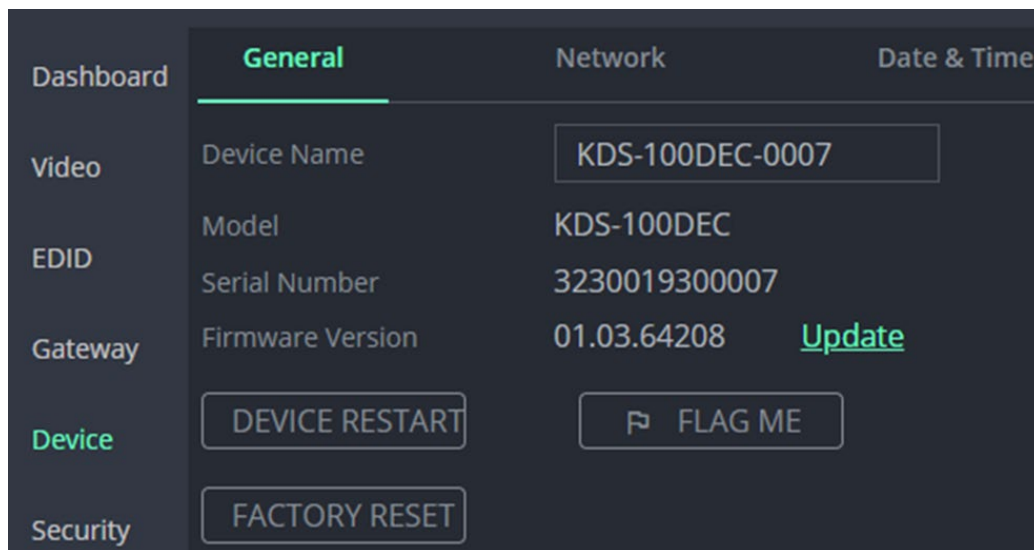 General Network Date & Time
Dashboard
Device Name KDS-100DEC-0007
Video
Model KDS-100DEC
EDID
Serial Number 3230019300007
Firmware Version 01.03.64208 Update
Gateway
DEVICE RESTART FLAG ME
Device
FACTORY RESET
Security